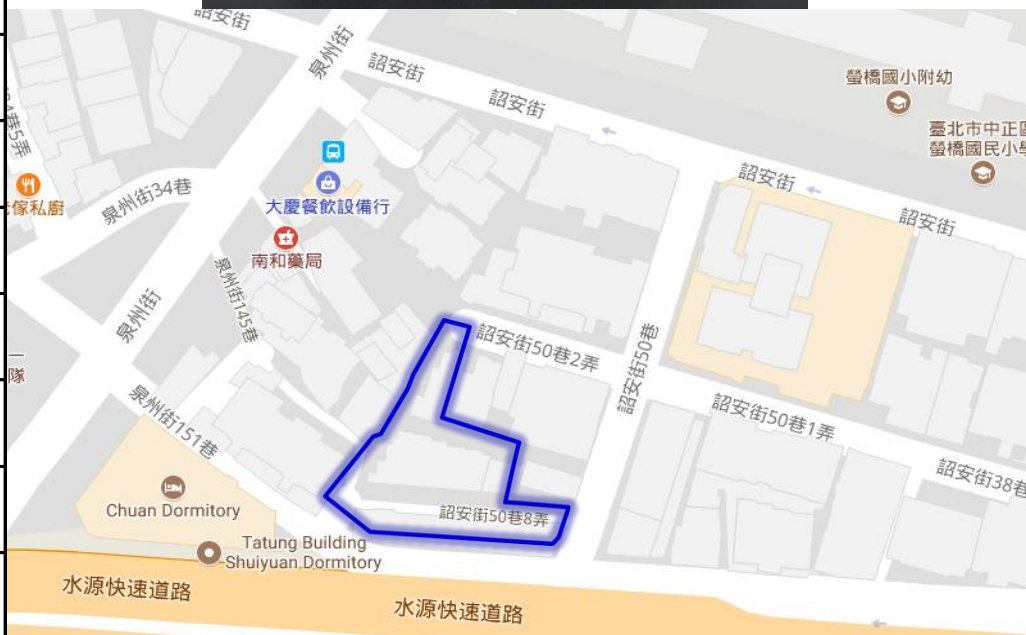 詔安街
泉州街
詔安街
詔安街
螢橋國小附幼
臺北市中正
螢橋國民小
大慶餐飲設備行
南和藥局
泉州街34巷
巷5弄
傢私廚
詔安街
詔安街
泉州街145巷
泉州街
詔安街50巷2弄
詔安街50巷
隊
泉州街151巷
詔安街50巷1弄
詔安街38巷
Chuan Dormitory
詔安街50巷8弄
Tatung Building
Shuiyuan Dormitory
水源快速道路
水源快速道路